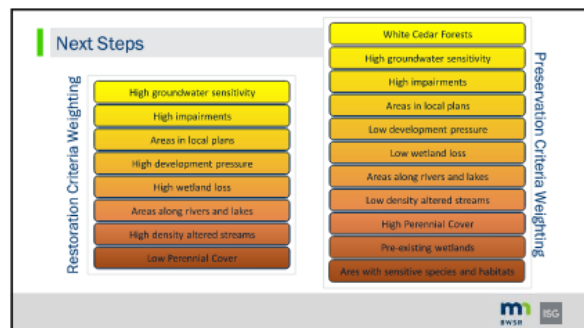 Next Steps
Restoration Criteria Weighting
High groundwater sensitivity
High impairments
Areas in local plans
High development pressure
High wetland loss
Areas along rivers and lakes
High density altered streams
Low Perennial Cover
White Cedar Forests
High groundwater sensitivity
High impairments
Areas in local plans
Low development pressure
Low wetland loss
Areas along rivers and lakes
Low density altered streams
High Perennial Cover
Pre-existing wetlands
Ares with sensitive species and habitats
Preservation Criteria Weighting
mn
BWSR
ISG